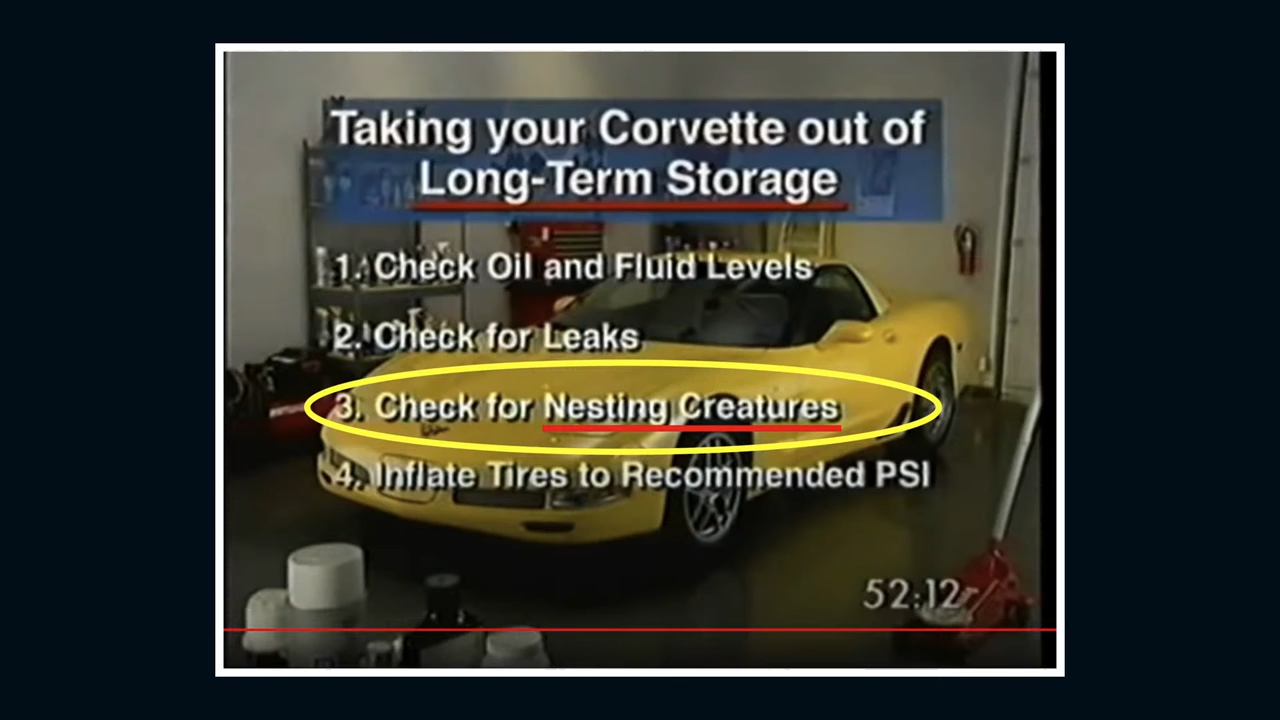 Taking your Corvette out of
Long-Term Storage
1. Check Oil and Fluid Levels
2. Check for Leaks
3. Check for Nesting Creatures
4. Inflate Tires to Recommended PSI
52:12